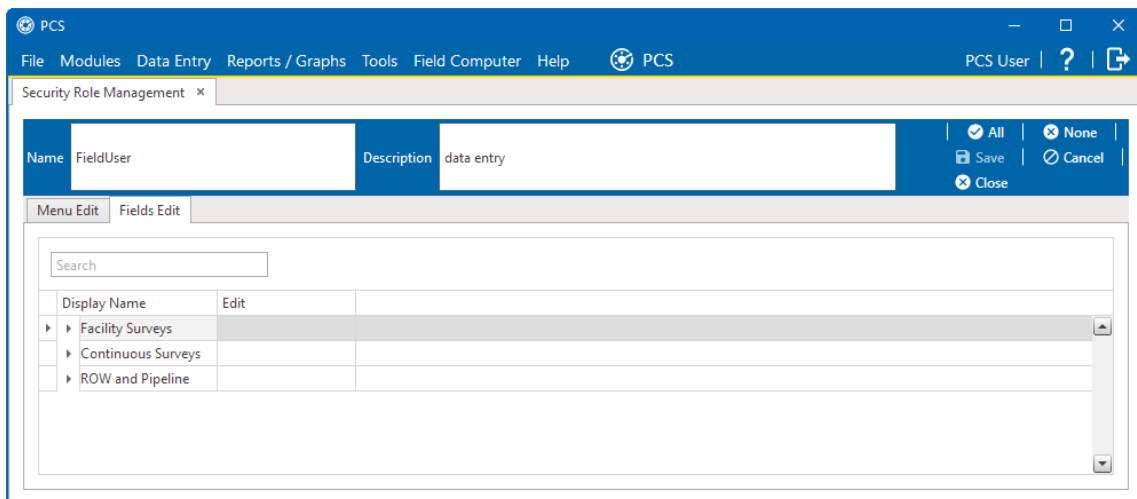 PCS
File Modules Data Entry Reports / Graphs Tools Field Computer Help PCS PCS User | ? |
Security Role Management ×
Name FieldUser Description data entry All | None |
Save | Cancel |
Close
Menu Edit Fields Edit
Search
Display Name Edit
Facility Surveys
Continuous Surveys
ROW and Pipeline